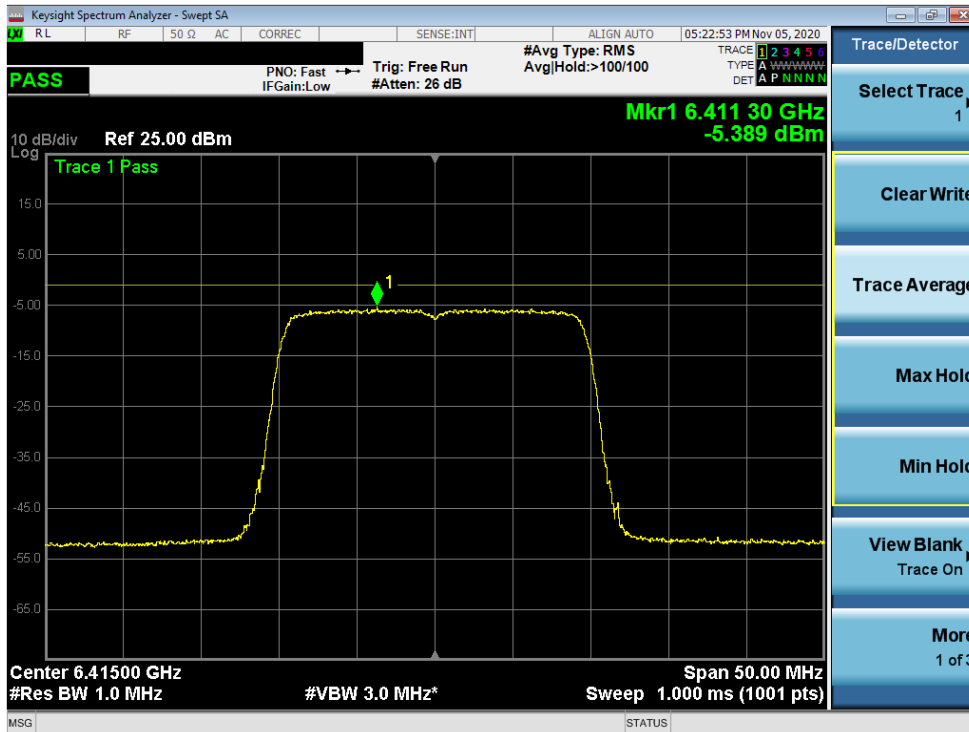 Keysight Spectrum Analyzer - Swept SA
LXI RL RF 50 Ω AC CORREC SENSE:INT ALIGN AUTO 05:22:53 PM Nov 05, 2020
PASS
PNO: Fast
IFGain:Low
Trig: Free Run
#Atten: 26 dB
#Avg Type: RMS
Avg|Hold:>100/100
TRACE 1 2 3 4 5 6
TYPE A WWWWW
DET A P N N N N
Mkr1 6.411 30 GHz
-5.389 dBm
10 dB/div Ref 25.00 dBm
Log
Trace 1 Pass
15.0
5.00
1
-5.00
-15.0
-25.0
-35.0
-45.0
-55.0
-65.0
Center 6.41500 GHz Span 50.00 MHz
#Res BW 1.0 MHz #VBW 3.0 MHz* Sweep 1.000 ms (1001 pts)
MSG STATUS
Trace/Detector
Select Trace
1
Clear Write
Trace Average
Max Hold
Min Hold
View Blank
Trace On
More
1 of 3